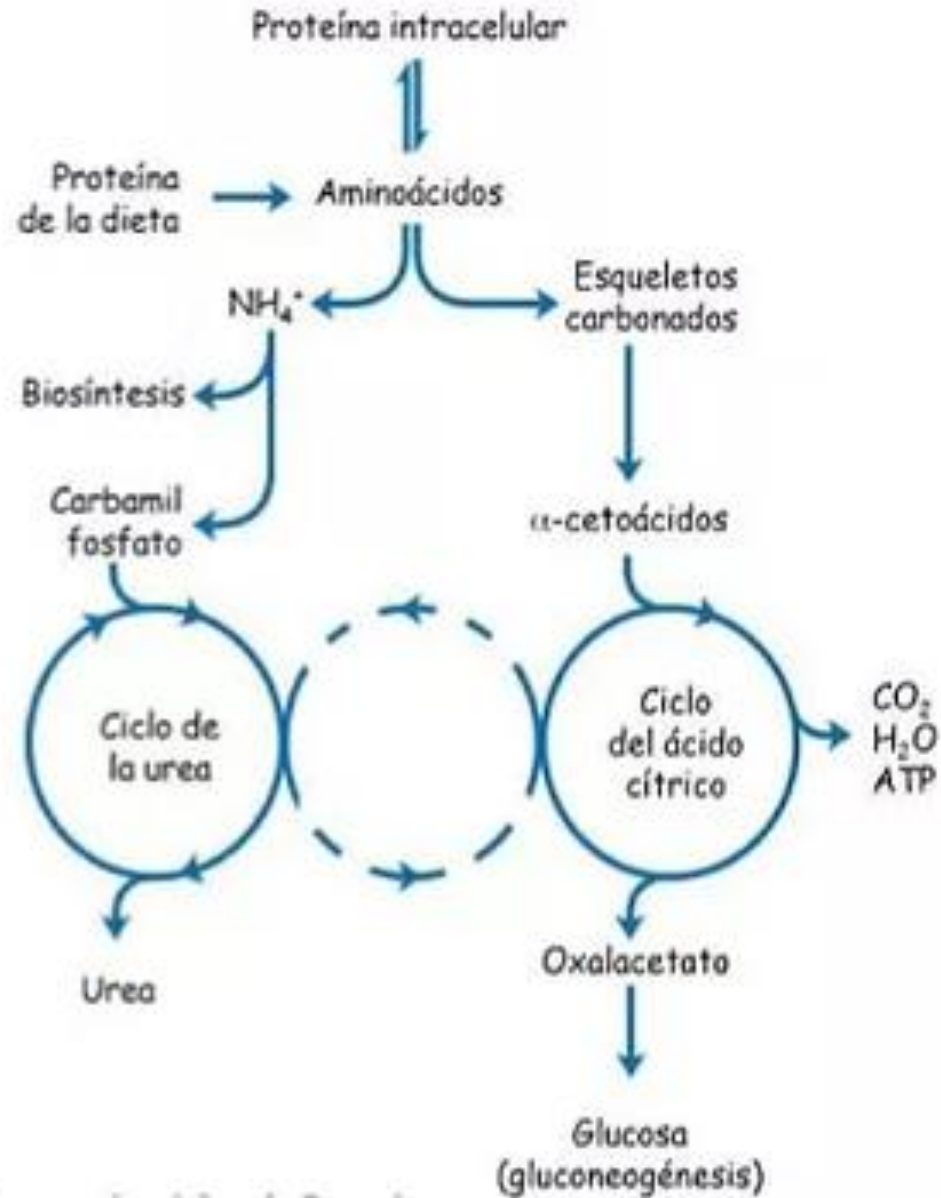 Proteína intracelular
Proteína
de la dieta
Aminoácidos
NH₄⁺
Esqueletos
carbonados
Biosíntesis
Carbamil
fosfato
α-cetoácidos
Ciclo de
la urea
Ciclo
del ácido
cítrico
CO₂
H₂O
ATP
Urea
Oxalacetato
Glucosa
(gluconeogénesis)